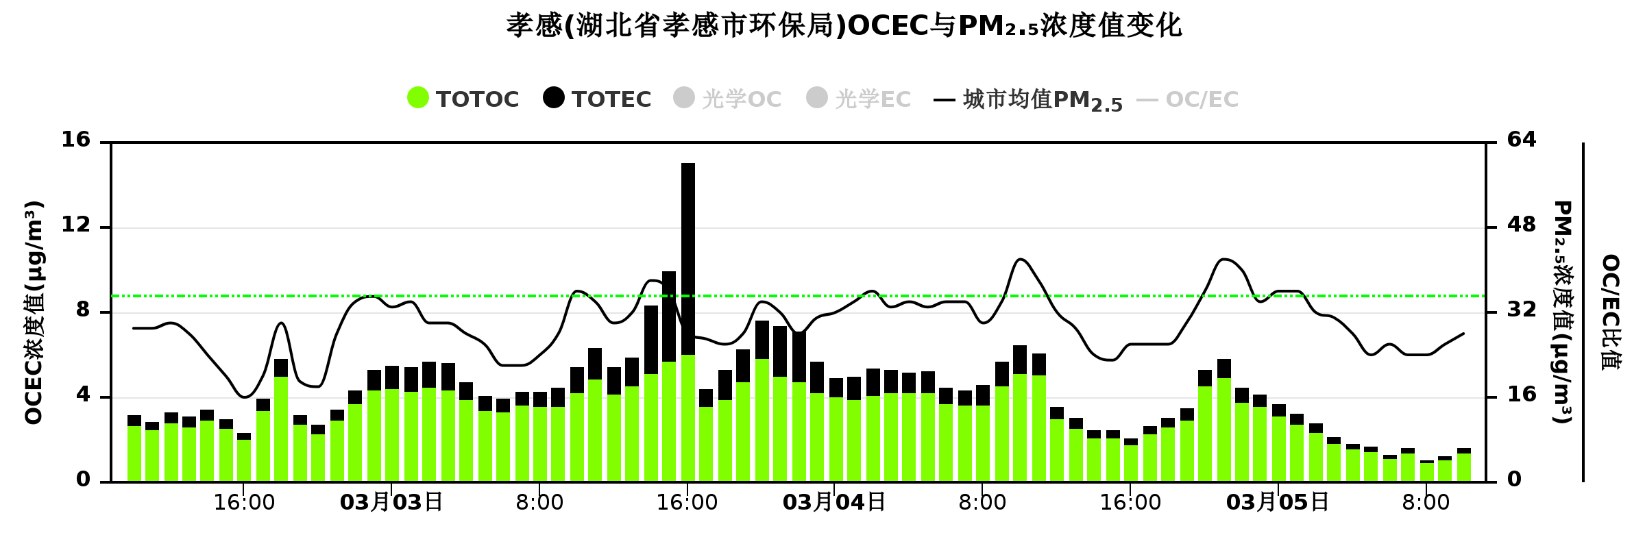 孝感(湖北省孝感市环保局)OCEC与PM₂.₅浓度值变化
TOTOC TOTEC 光学OC 光学EC 城市均值PM2.5 OC/EC
OCEC浓度值(μg/m³)
16
12
8
4
0
64
48
32
16
0
PM₂.₅浓度值(μg/m³)
OC/EC比值
16:00 03月03日 8:00 16:00 03月04日 8:00 16:00 03月05日 8:00